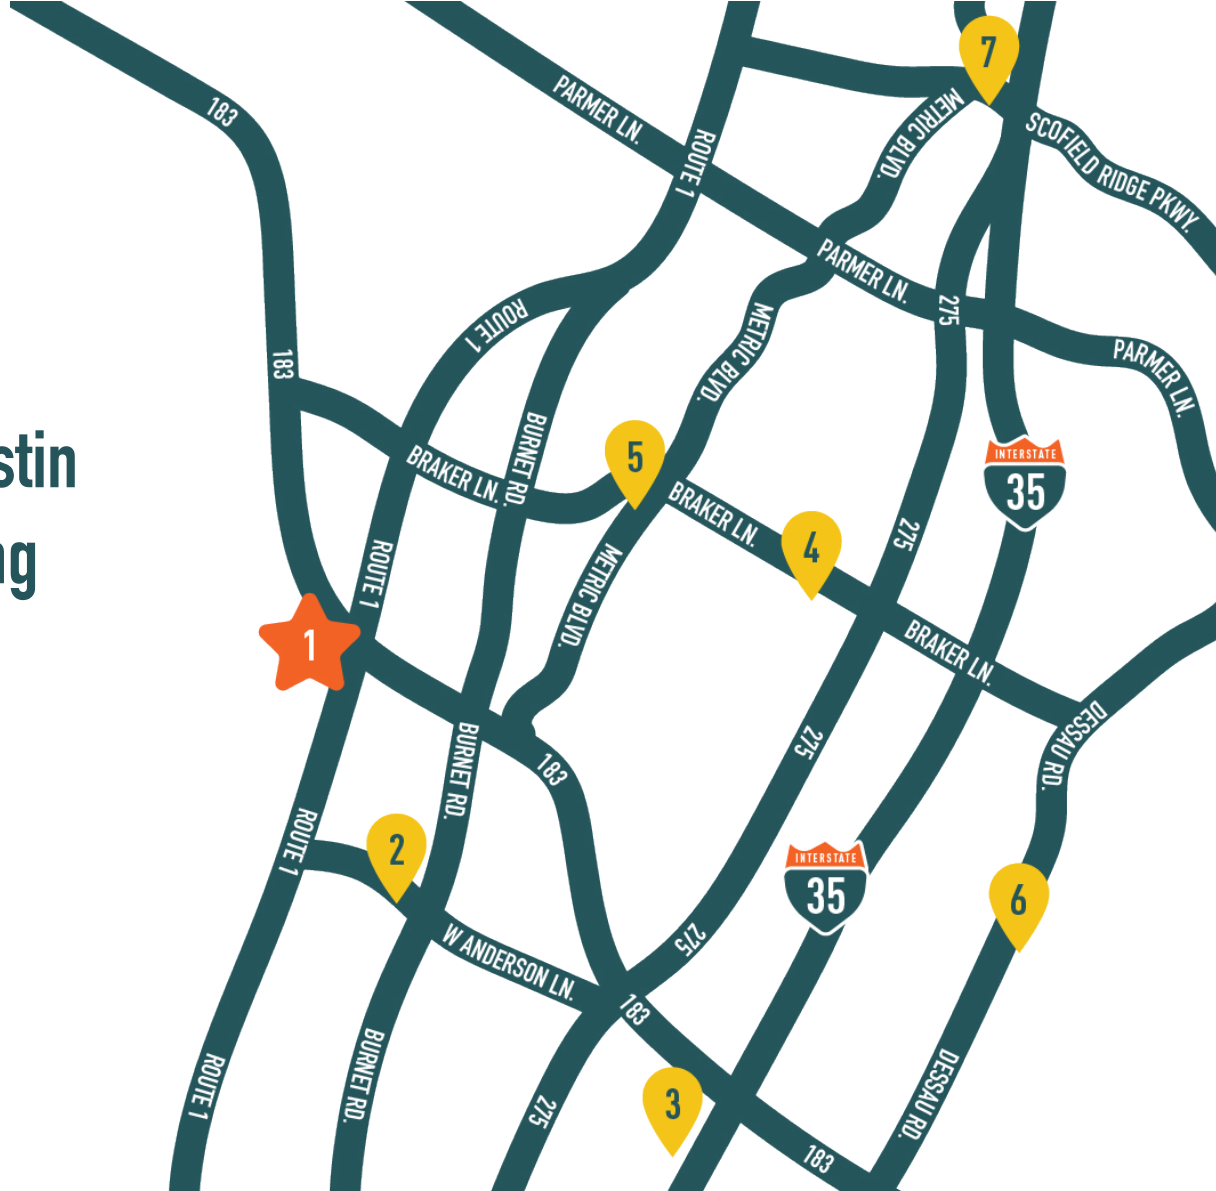 183
PARMER LN.
ROUTE 1
METRIC BLVD.
7
SCOFIELD RIDGE PKWY.
PARMER LN.
275
ROUTE 1
METRIC BLVD.
183
PARMER LN.
stin
BRAKER LN.
BURNET RD.
5
BRAKER LN.
INTERSTATE
35
4
275
ng
ROUTE 1
METRIC BLVD.
1
BRAKER LN.
BURNET RD.
183
275
DESSAU RD.
ROUTE 1
2
INTERSTATE
35
6
W ANDERSON LN.
275
183
ROUTE 1
BURNET RD.
275
3
183
DESSAU RD.